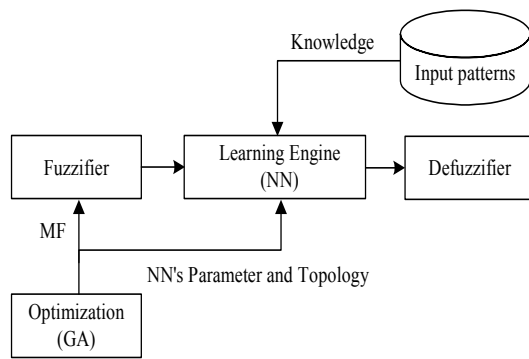 Knowledge
Input patterns
Fuzzifier
Learning Engine
(NN)
Defuzzifier
MF
NN's Parameter and Topology
Optimization
(GA)